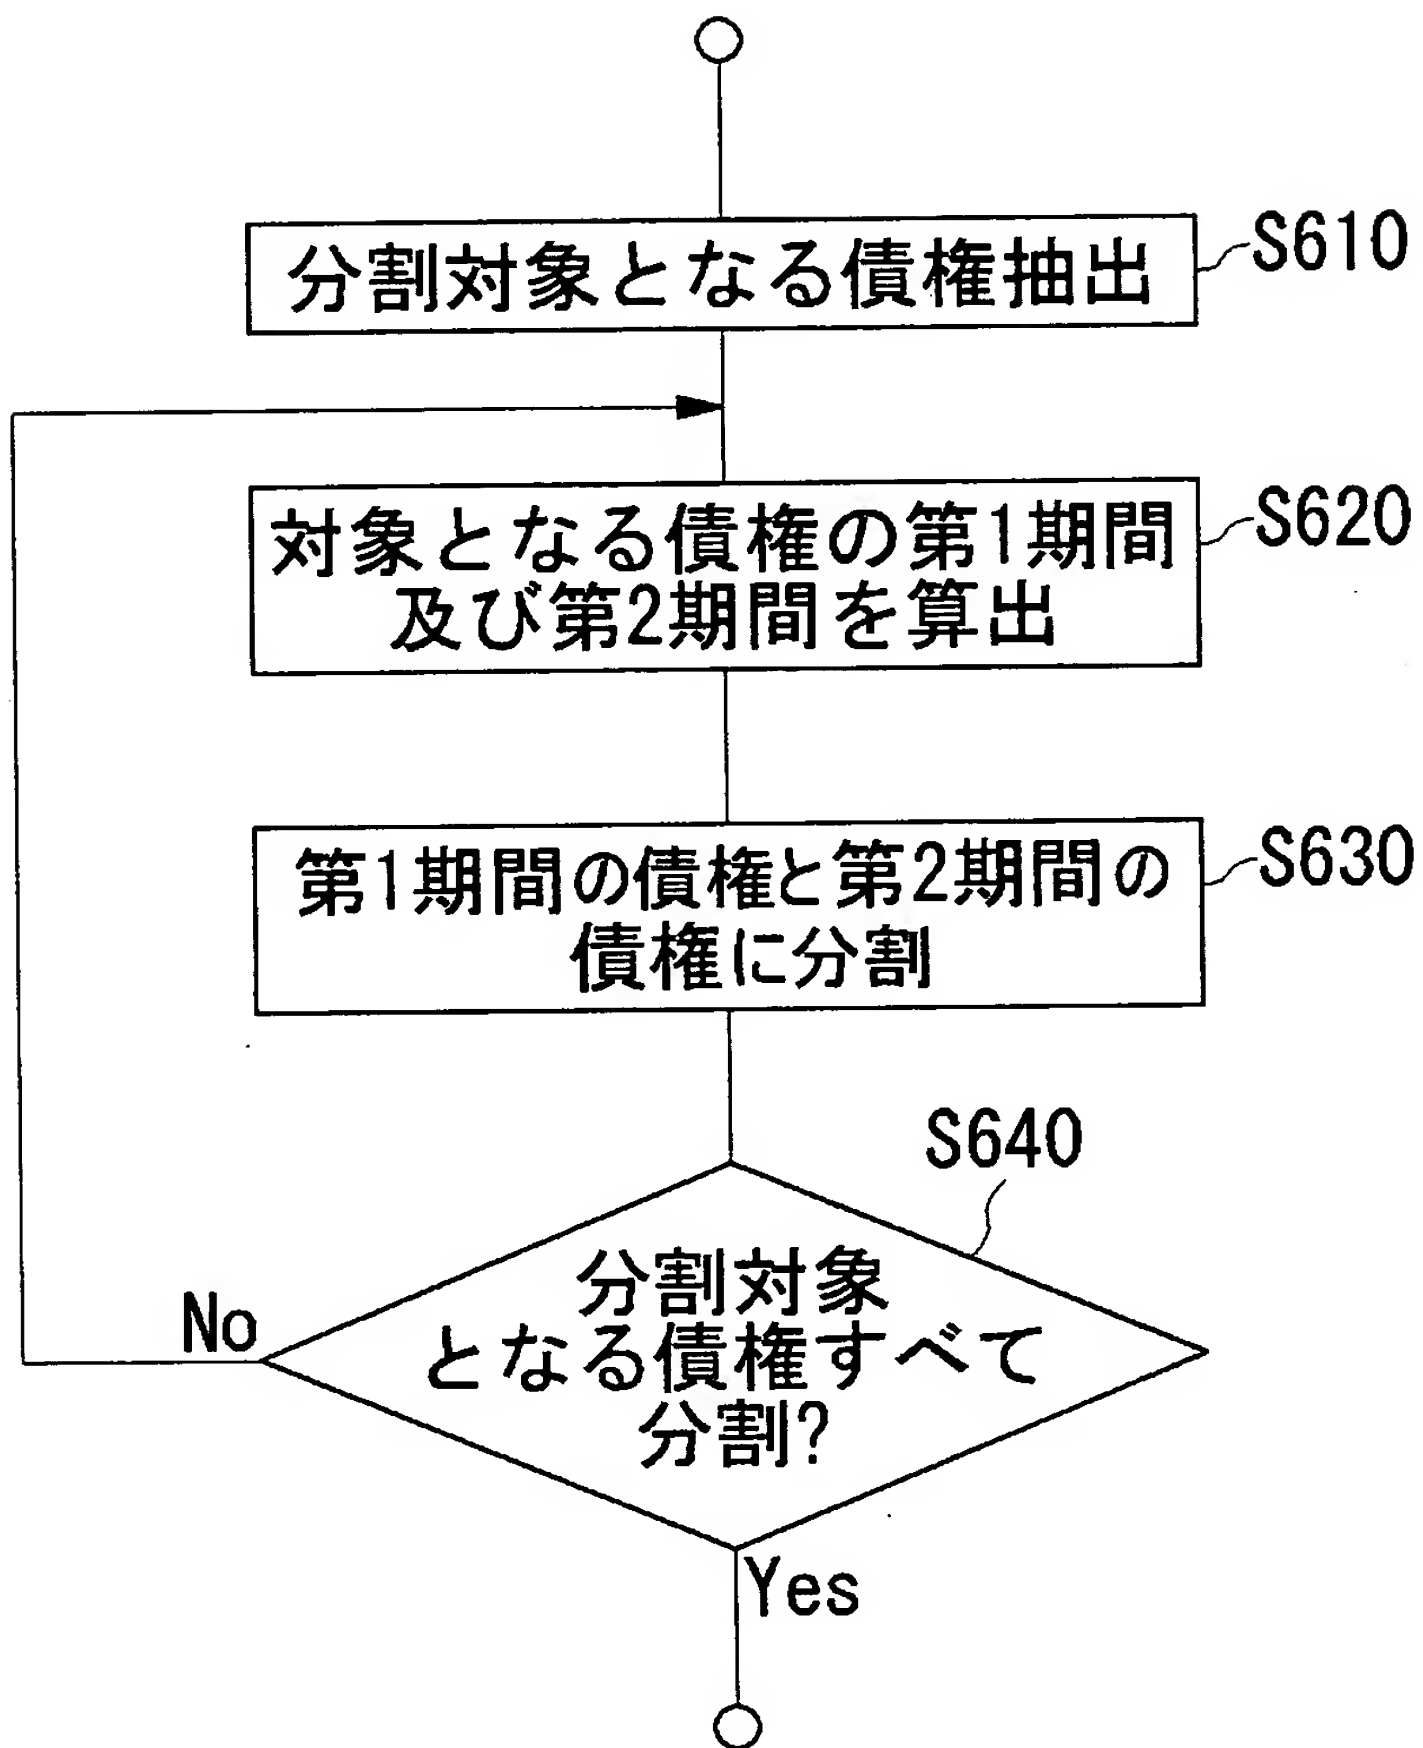 分割対象となる債権抽出
S610
対象となる債権の第1期間
及び第2期間を算出
S620
第1期間の債権と第2期間の
債権に分割
S630
S640
分割対象
となる債権すべて
分割?
No
Yes